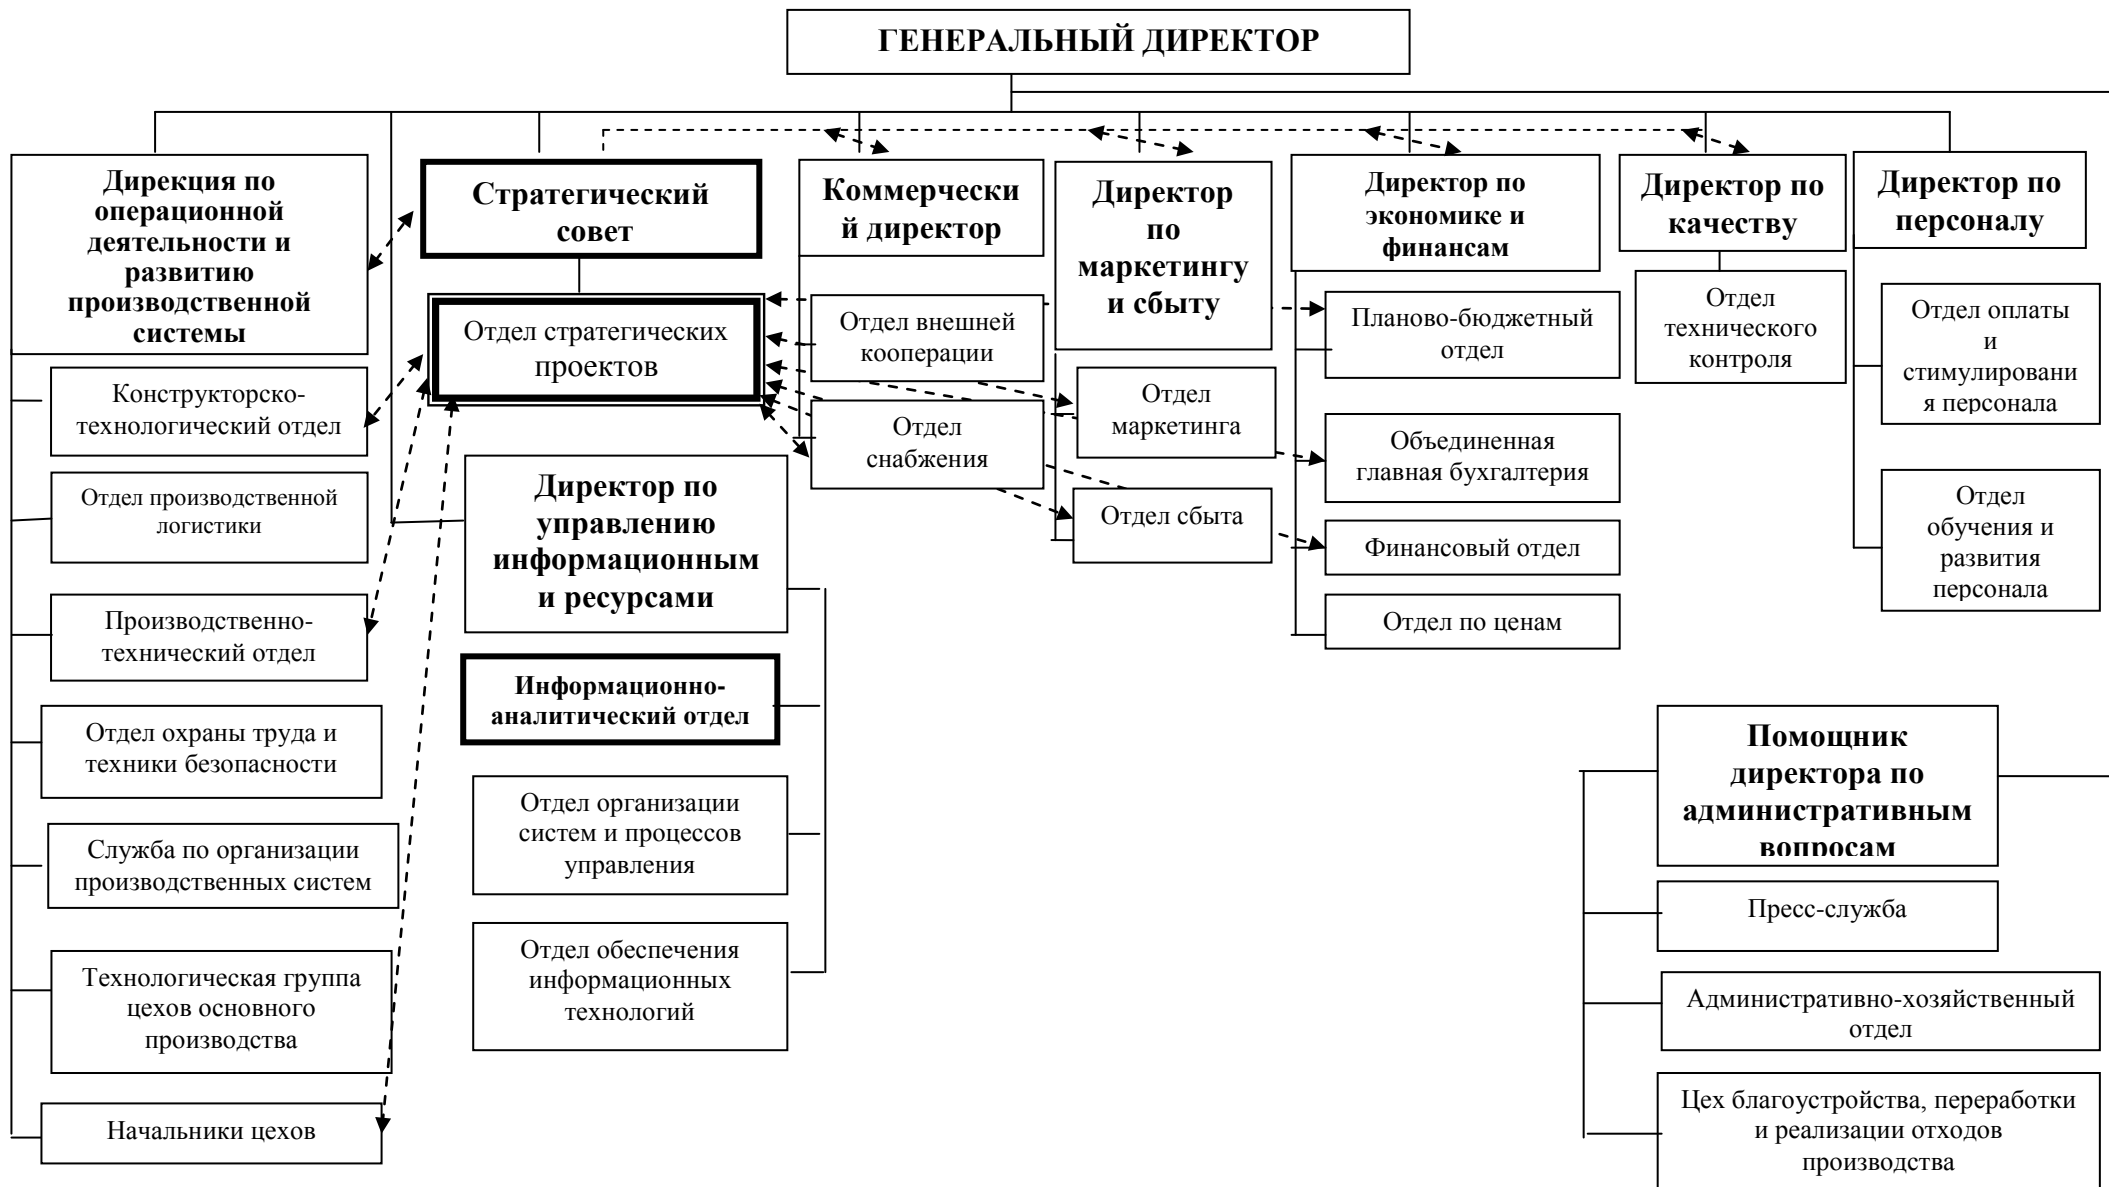 ГЕНЕРАЛЬНЫЙ ДИРЕКТОР
Дирекция по
операционной
деятельности и
развитию
производственной
системы
Конструкторско-
технологический отдел
Отдел производственной
логистики
Производственно-
технический отдел
Отдел охраны труда и
техники безопасности
Служба по организации
производственных систем
Технологическая группа
цехов основного
производства
Начальники цехов
Стратегический
совет
Отдел стратегических
проектов
Директор по
управлению
информационным
и ресурсами
Информационно-
аналитический отдел
Отдел организации
систем и процессов
управления
Отдел обеспечения
информационных
технологий
Коммерчески
й директор
Отдел внешней
кооперации
Отдел
снабжения
Директор
по
маркетингу
и сбыту
Отдел
маркетинга
Отдел сбыта
Директор по
экономике и
финансам
Планово-бюджетный
отдел
Объединенная
главная бухгалтерия
Финансовый отдел
Отдел по ценам
Директор по
качеству
Отдел
технического
контроля
Директор по
персоналу
Отдел оплаты
и
стимулировани
я персонала
Отдел
обучения и
развития
персонала
Помощник
директора по
административным
вопросам
Пресс-служба
Административно-хозяйственный
отдел
Цех благоустройства, переработки
и реализации отходов
производства